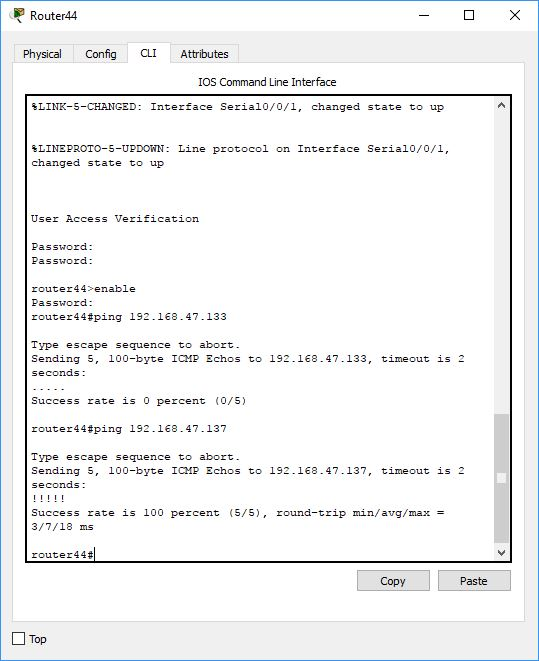 Router44
Physical Config CLI Attributes
IOS Command Line Interface
%LINK-5-CHANGED: Interface Serial0/0/1, changed state to up
%LINEPROTO-5-UPDOWN: Line protocol on Interface Serial0/0/1,
changed state to up
User Access Verification
Password:
Password:
router44>enable
Password:
router44#ping 192.168.47.133
Type escape sequence to abort.
Sending 5, 100-byte ICMP Echos to 192.168.47.133, timeout is 2
seconds:
.....
Success rate is 0 percent (0/5)
router44#ping 192.168.47.137
Type escape sequence to abort.
Sending 5, 100-byte ICMP Echos to 192.168.47.137, timeout is 2
seconds:
!!!!!
Success rate is 100 percent (5/5), round-trip min/avg/max =
3/7/18 ms
router44#
Copy Paste
Top